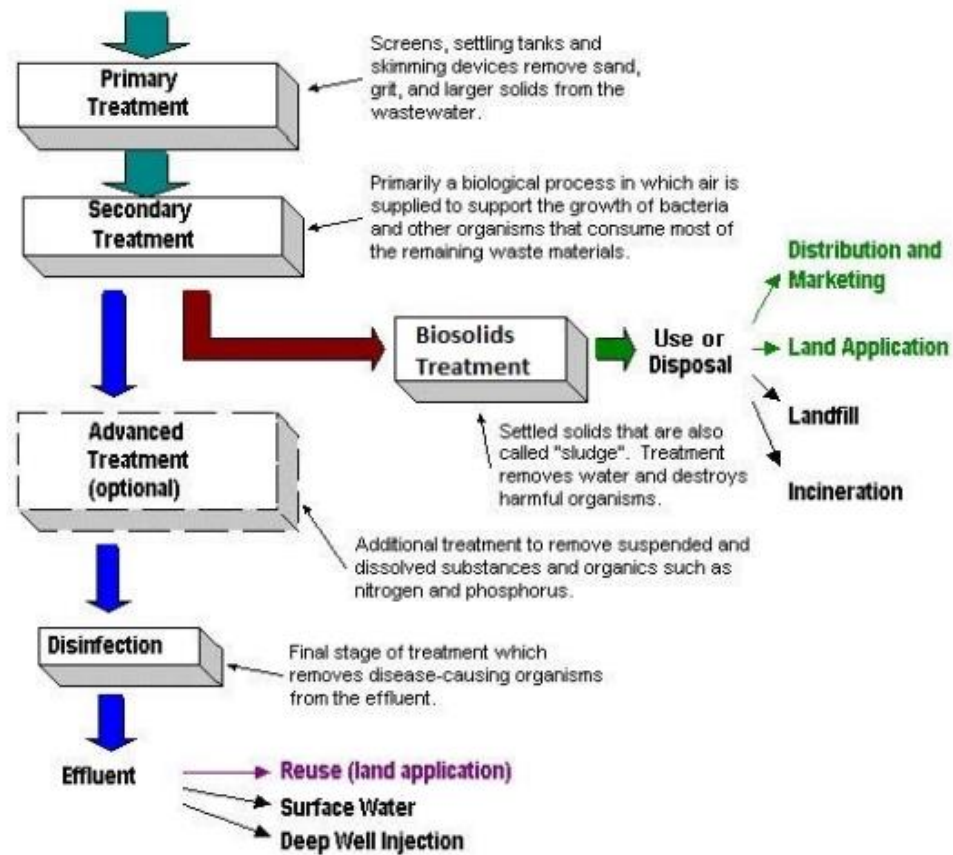 Primary
Treatment
Screens, settling tanks and
skimming devices remove sand,
grit, and larger solids from the
wastewater.
Secondary
Treatment
Primarily a biological process in which air is
supplied to support the growth of bacteria
and other organisms that consume most of
the remaining waste materials.
Biosolids
Treatment
Use or
Disposal
Distribution and
Marketing
Land Application
Landfill
Incineration
Settled solids that are also
called "sludge". Treatment
removes water and destroys
harmful organisms.
Advanced
Treatment
(optional)
Additional treatment to remove suspended and
dissolved substances and organics such as
nitrogen and phosphorus.
Disinfection
Final stage of treatment which
removes disease-causing organisms
from the effluent.
Effluent
Reuse (land application)
Surface Water
Deep Well Injection